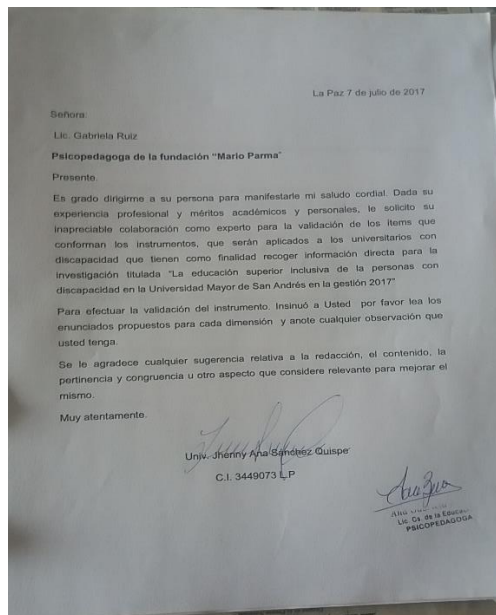 La Paz 7 de julio de 2017
Señora:
Lic. Gabriela Ruiz
Psicopedagoga de la fundación “Mario Parma”
Presente.
Es grado dirigirme a su persona para manifestarle mi saludo cordial. Dada su
experiencia profesional y méritos académicos y personales, le solicito su
inapreciable colaboración como experto para la validación de los ítems que
conforman los instrumentos, que serán aplicados a los universitarios con
discapacidad que tienen como finalidad recoger información directa para la
investigación titulada “La educación superior inclusiva de la personas con
discapacidad en la Universidad Mayor de San Andrés en la gestión 2017”
Para efectuar la validación del instrumento. Insinuó a Usted por favor lea los
enunciados propuestos para cada dimensión y anote cualquier observación que
usted tenga.
Se le agradece cualquier sugerencia relativa a la redacción, el contenido, la
pertinencia y congruencia u otro aspecto que considere relevante para mejorar el
mismo.
Muy atentamente.
Univ. Jhenny Ana Sanchez Quispe
C.I. 3449073 L.P
Lic. Cs. de la
PSICOPEDAGOGA